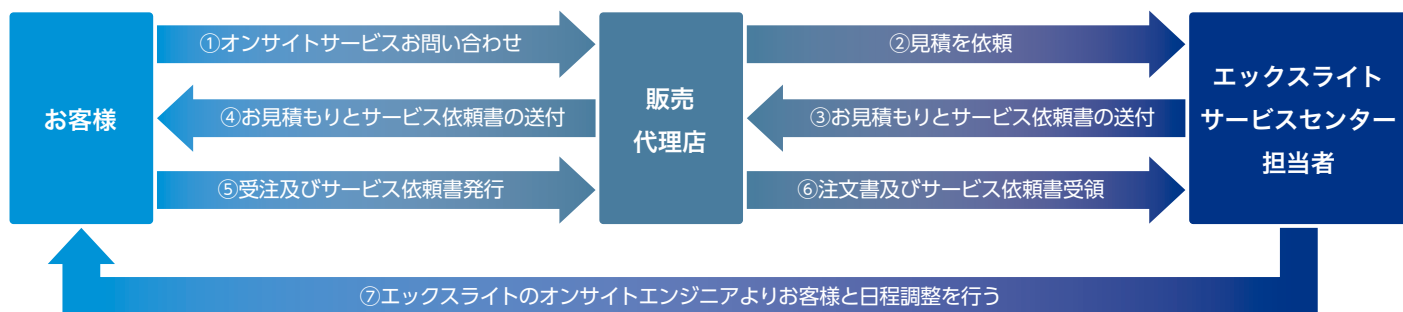 ①オンサイトサービスお問い合わせ
②見積を依頼
お客様
販売
代理店
エックスライト
サービスセンター
担当者
④お見積もりとサービス依頼書の送付
③お見積もりとサービス依頼書の送付
⑤受注及びサービス依頼書発行
⑥注文書及びサービス依頼書受領
⑦エックスライトのオンサイトエンジニアよりお客様と日程調整を行う